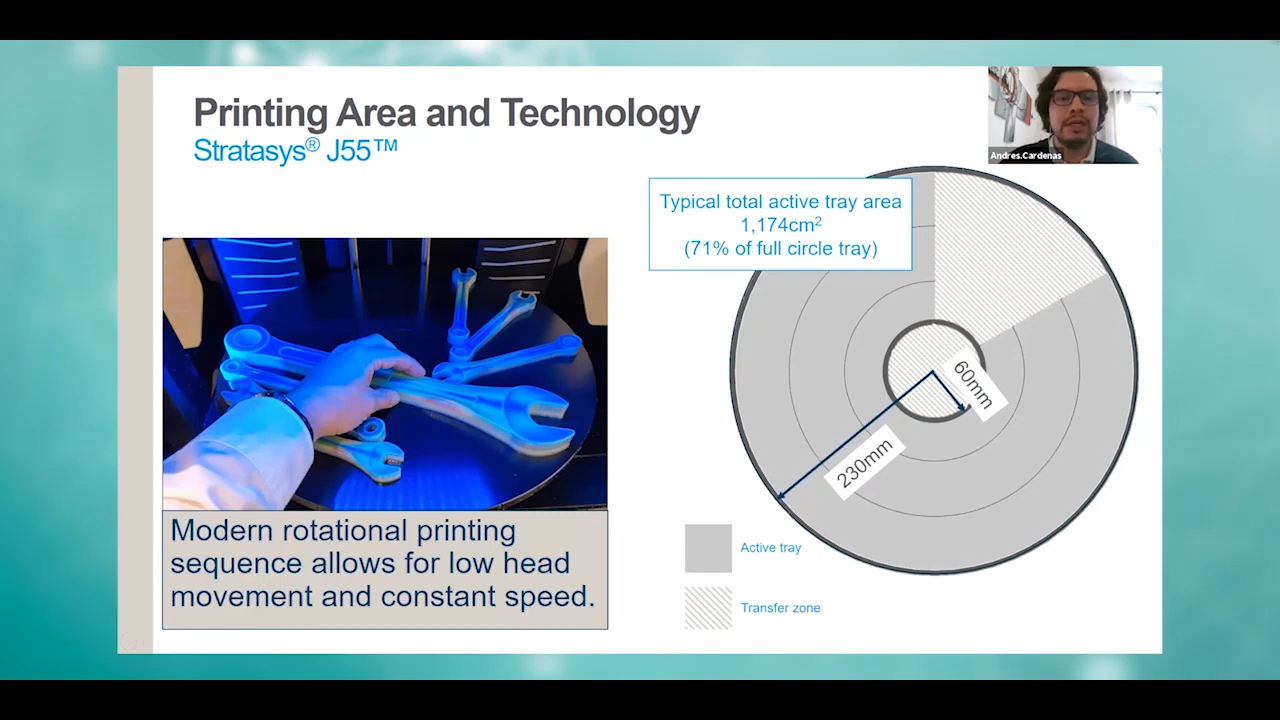 Printing Area and Technology
Stratasys® J55™
Andres.Cardenas
Typical total active tray area
1,174cm²
(71% of full circle tray)
60mm
230mm
Modern rotational printing
sequence allows for low head
movement and constant speed.
Active tray
Transfer zone